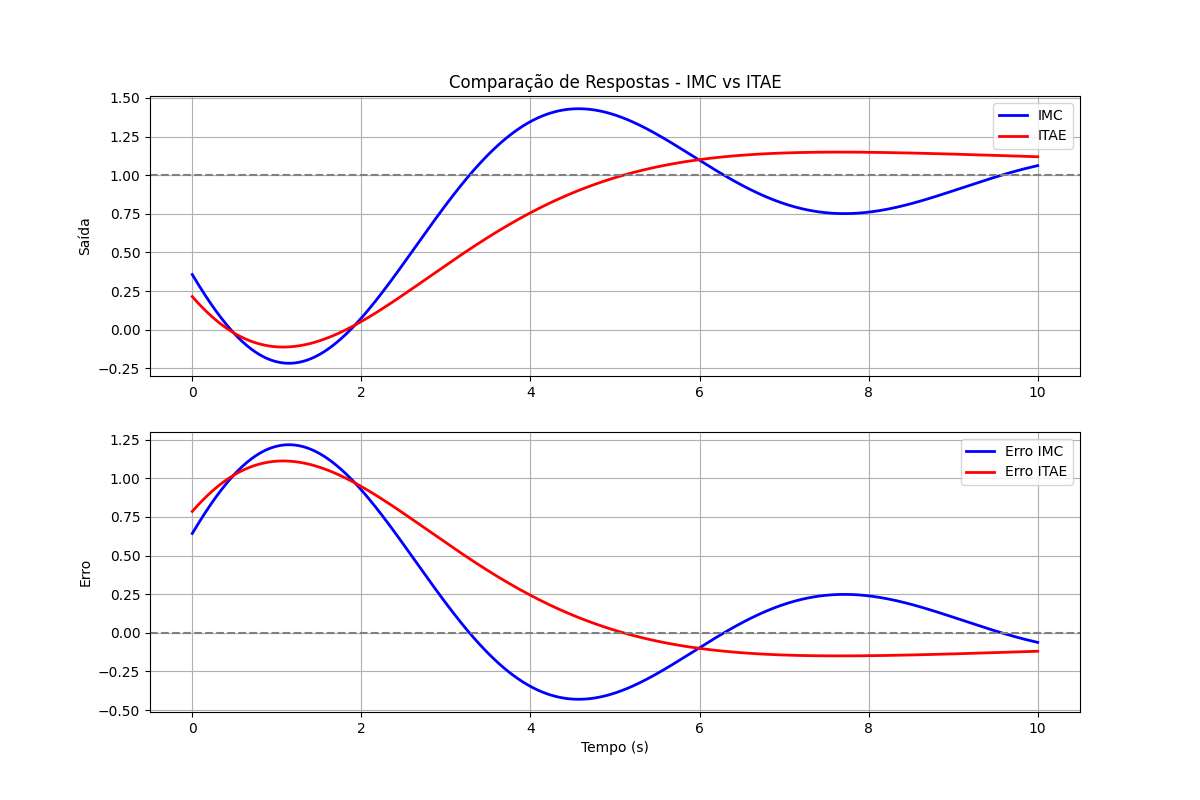 Comparação de Respostas - IMC vs ITAE
1.50
1.25
1.00
0.75
0.50
0.25
0.00
−0.25
Saída
IMC
ITAE
0 2 4 6 8 10
1.25
1.00
0.75
0.50
0.25
0.00
−0.25
−0.50
Erro
Erro IMC
Erro ITAE
0 2 4 6 8 10
Tempo (s)